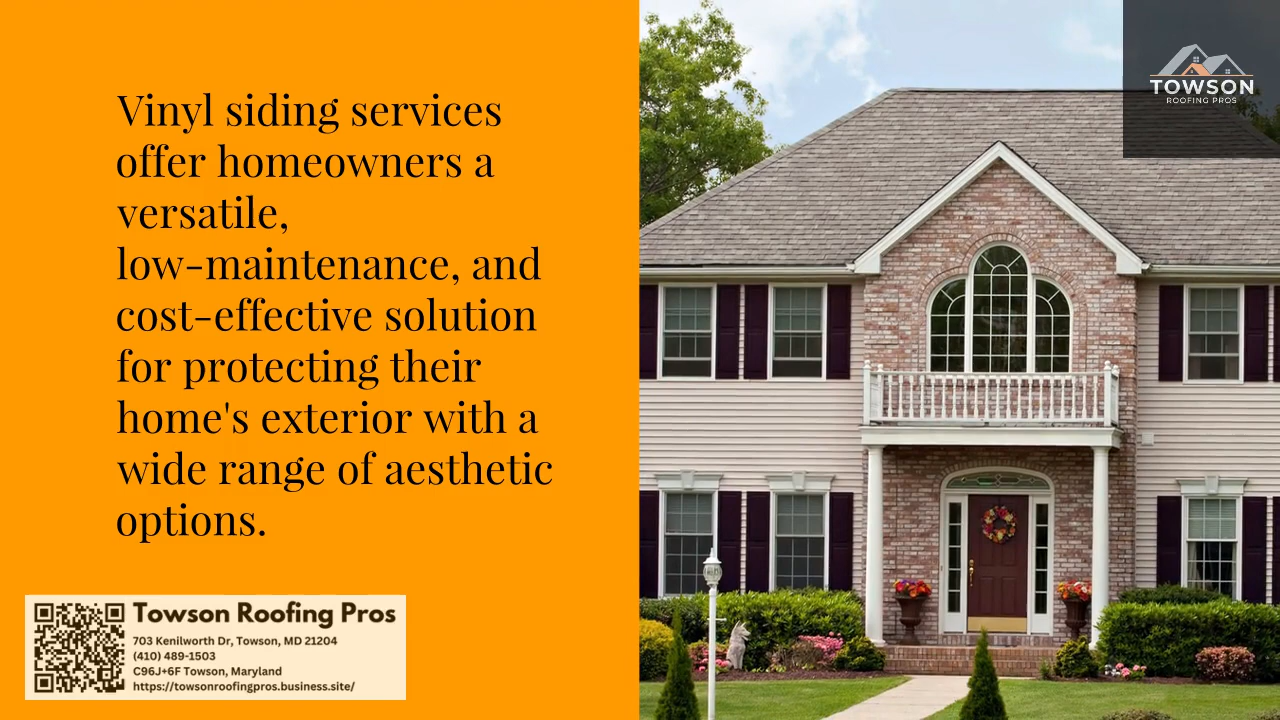 Vinyl siding services
offer homeowners a
versatile,
low-maintenance, and
cost-effective solution
for protecting their
home's exterior with a
wide range of aesthetic
options.
TOWSON
ROOFING PROS
Towson Roofing Pros
703 Kenilworth Dr, Towson, MD 21204
(410) 489-1503
C96J+6F Towson, Maryland
https://towsonroofingpros.business.site/